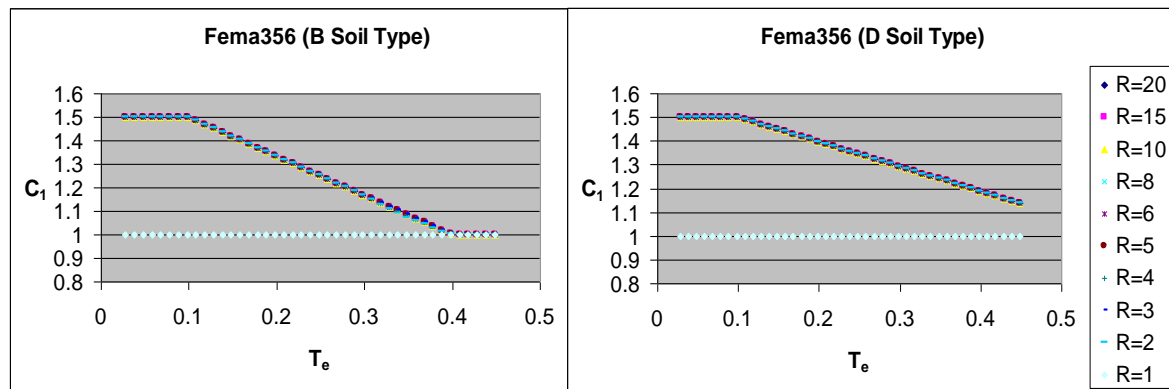 Fema356 (B Soil Type)
1.6
1.5
1.4
1.3
1.2
1.1
1
0.9
0.8
C1
0 0.1 0.2 0.3 0.4 0.5
Te
Fema356 (D Soil Type)
1.6
1.5
1.4
1.3
1.2
1.1
1
0.9
0.8
C1
0 0.1 0.2 0.3 0.4 0.5
Te
R=20
R=15
R=10
R=8
R=6
R=5
R=4
R=3
R=2
R=1